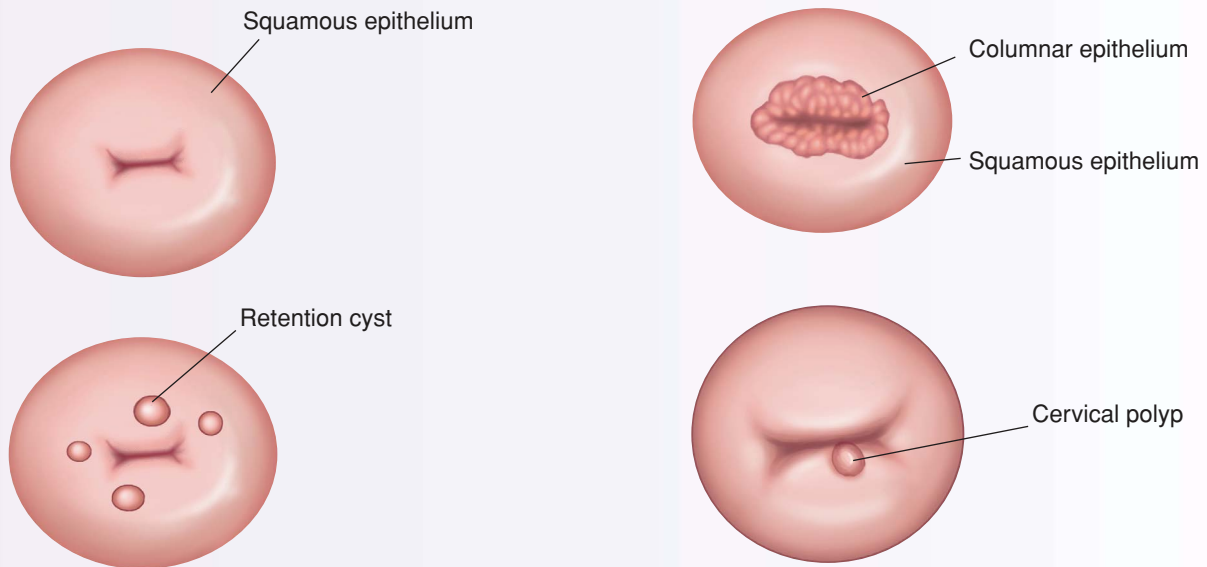 Squamous epithelium
Columnar epithelium
Squamous epithelium
Retention cyst
Cervical polyp